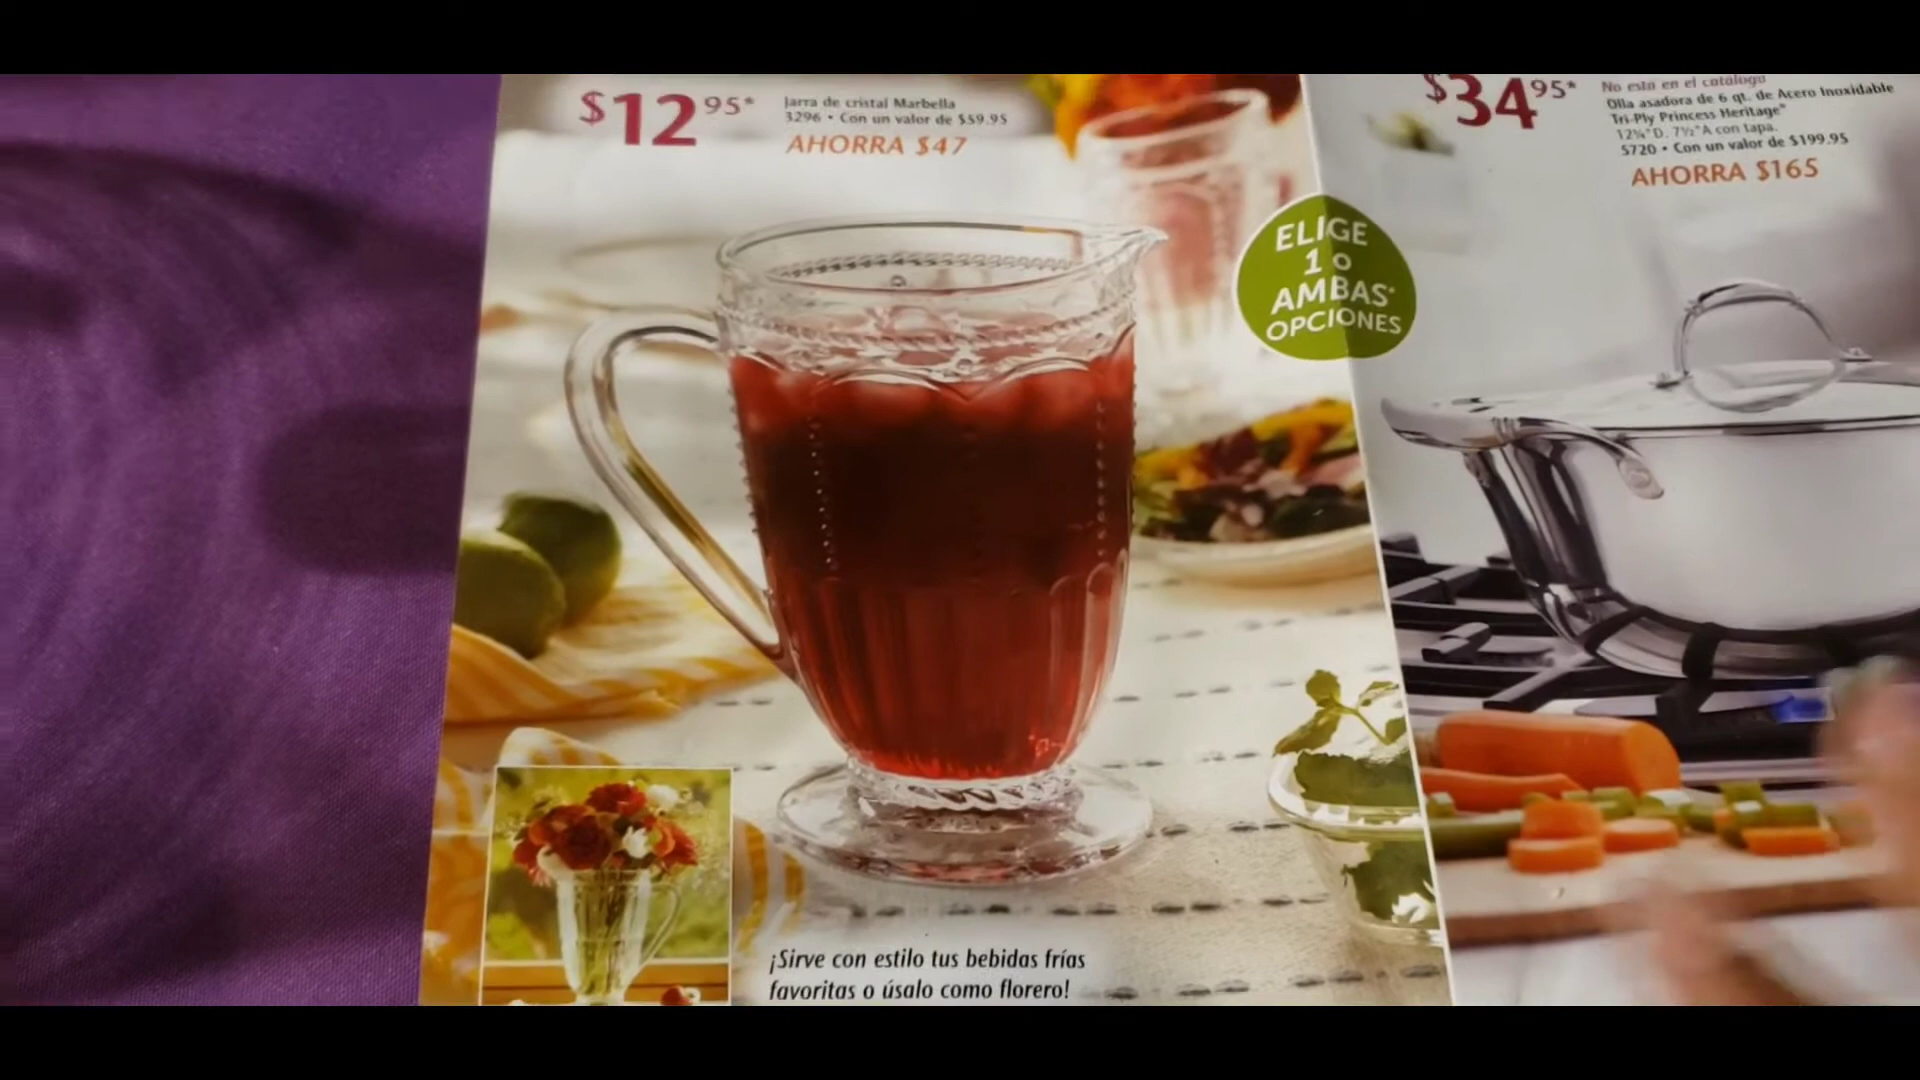 $12.95*
Jarra de cristal Marbella
3296 • Con un valor de $59.95
AHORRA $47
ELIGE
1 o
AMBAS*
OPCIONES
$34.95*
No está en el catálogo
Olla asadora de 6 qt. de Acero Inoxidable
Tri-Ply Princess Heritage®
12¾"D. 7½"A con tapa.
5720 • Con un valor de $199.95
AHORRA $165
¡Sirve con estilo tus bebidas frías
favoritas o úsalo como florero!